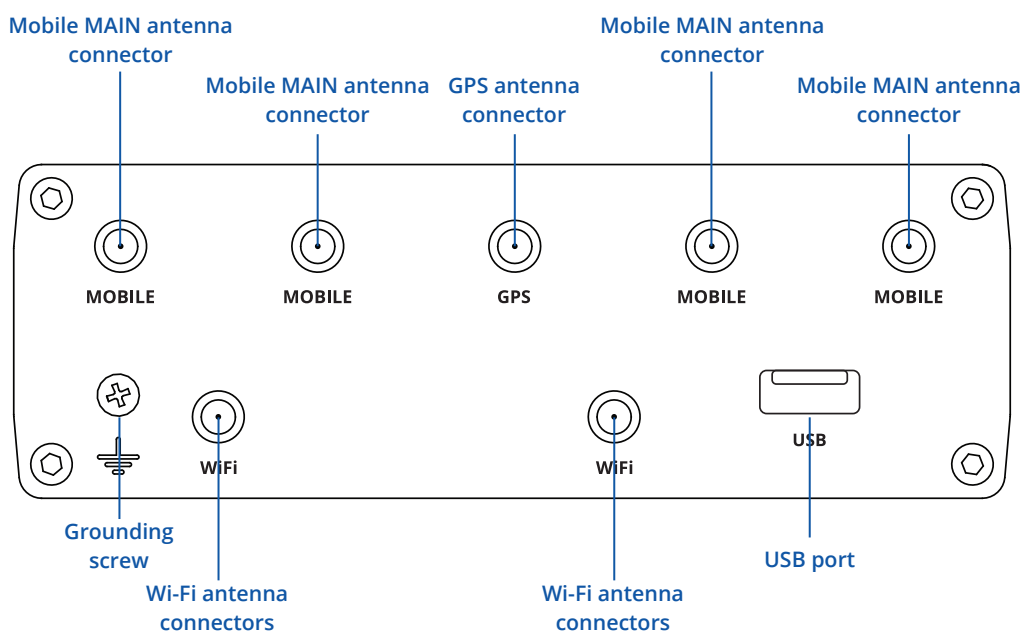 Mobile MAIN antenna
connector
Mobile MAIN antenna
connector
Mobile MAIN antenna
connector
GPS antenna
connector
Mobile MAIN antenna
connector
MOBILE
MOBILE
GPS
MOBILE
MOBILE
USB
WiFi
WiFi
Grounding
screw
USB port
Wi-Fi antenna
connectors
Wi-Fi antenna
connectors